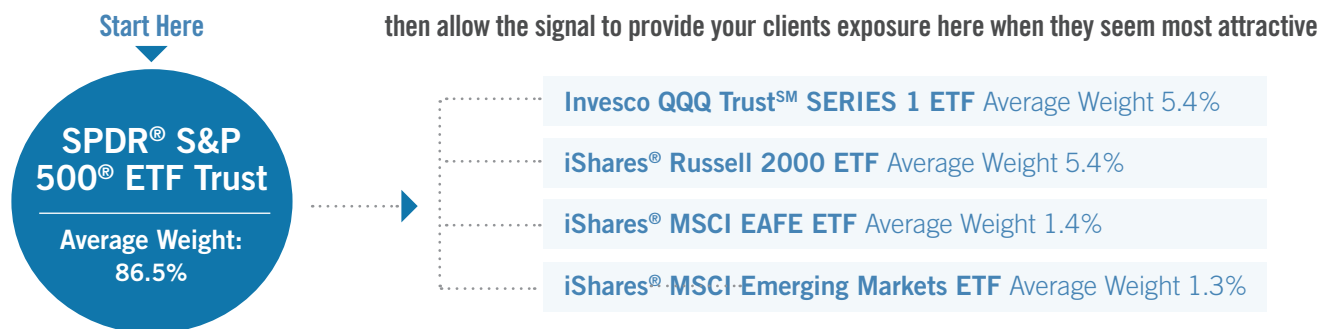 Start Here
then allow the signal to provide your clients exposure here when they seem most attractive
SPDR® S&P
500® ETF Trust
Average Weight:
86.5%
Invesco QQQ Trust℠ SERIES 1 ETF Average Weight 5.4%
iShares® Russell 2000 ETF Average Weight 5.4%
iShares® MSCI EAFE ETF Average Weight 1.4%
iShares® MSCI Emerging Markets ETF Average Weight 1.3%